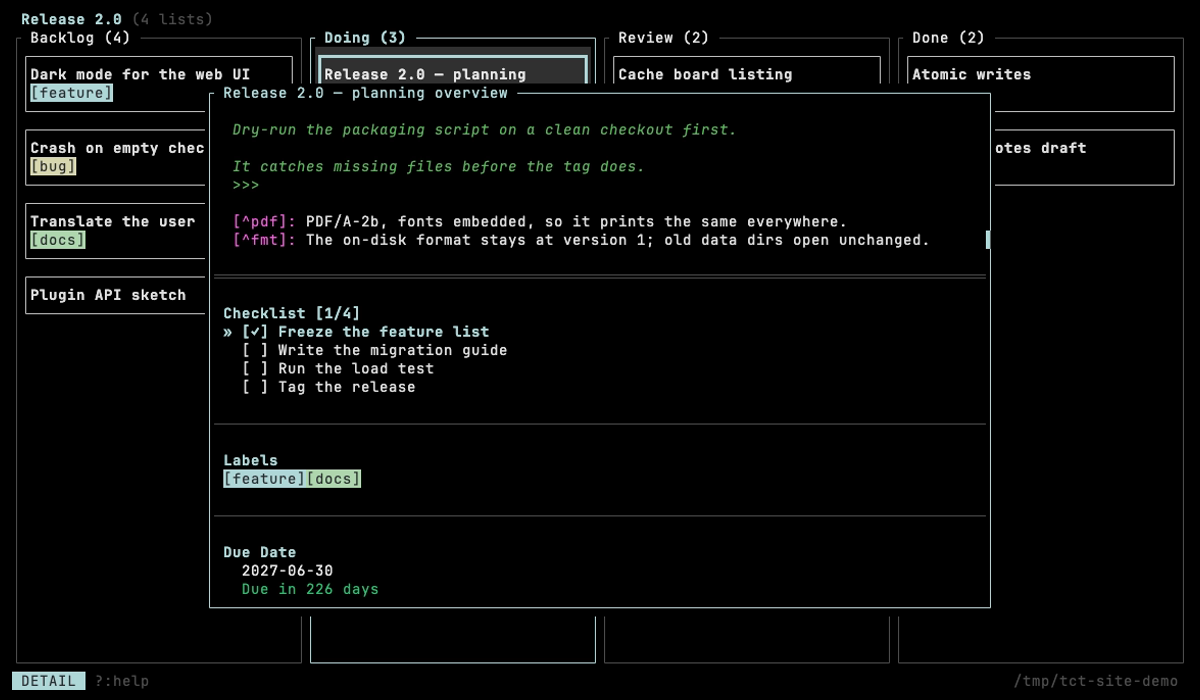 Release 2.0 (4 lists)
Backlog (4)
Doing (3)
Review (2)
Done (2)
Dark mode for the web UI
[feature]
Release 2.0 — planning
Cache board listing
Atomic writes
Crash on empty chec
[bug]
otes draft
Translate the user
[docs]
Plugin API sketch
Release 2.0 — planning overview
Dry-run the packaging script on a clean checkout first.
It catches missing files before the tag does.
>>>
[^pdf]: PDF/A-2b, fonts embedded, so it prints the same everywhere.
[^fmt]: The on-disk format stays at version 1; old data dirs open unchanged.
Checklist [1/4]
» [✓] Freeze the feature list
[ ] Write the migration guide
[ ] Run the load test
[ ] Tag the release
Labels
[feature][docs]
Due Date
2027-06-30
Due in 226 days
DETAIL ?:help
/tmp/tct-site-demo